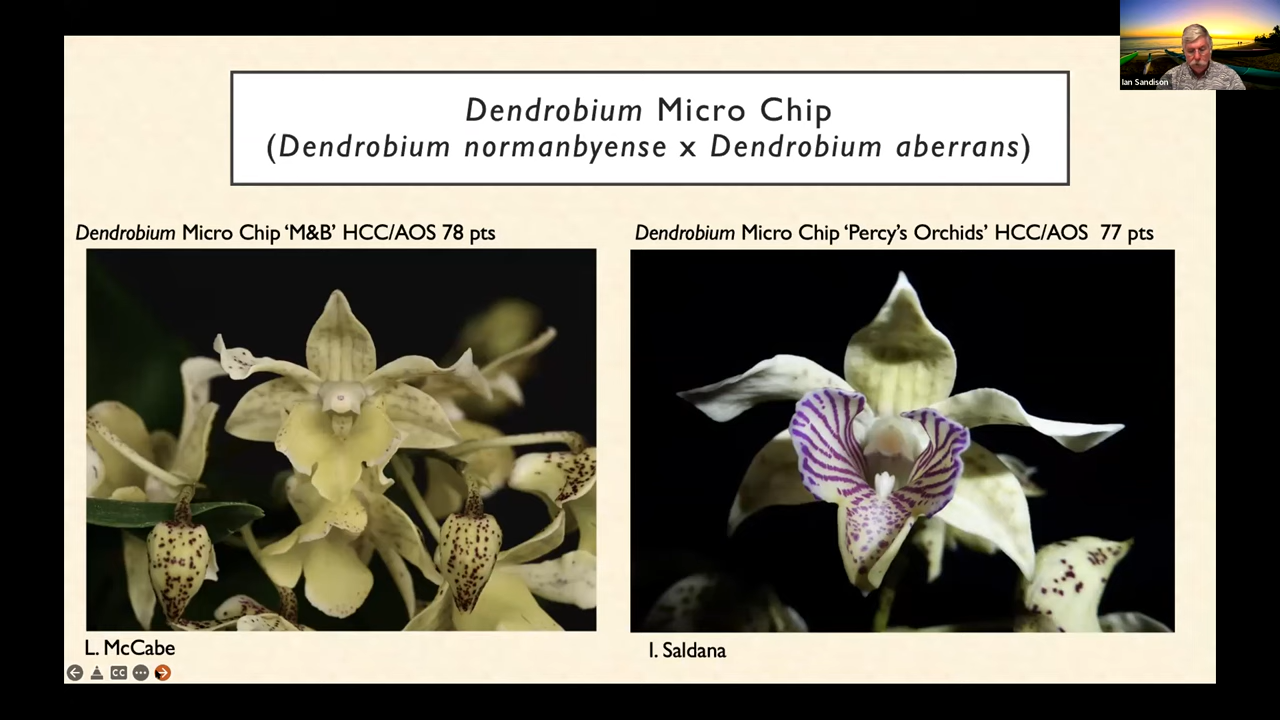 Dendrobium Micro Chip
(Dendrobium normanbyense x Dendrobium aberrans)
Dendrobium Micro Chip ‘M&B’ HCC/AOS 78 pts
Dendrobium Micro Chip ‘Percy’s Orchids’ HCC/AOS 77 pts
L. McCabe
I. Saldana
CC
Ian Sandison